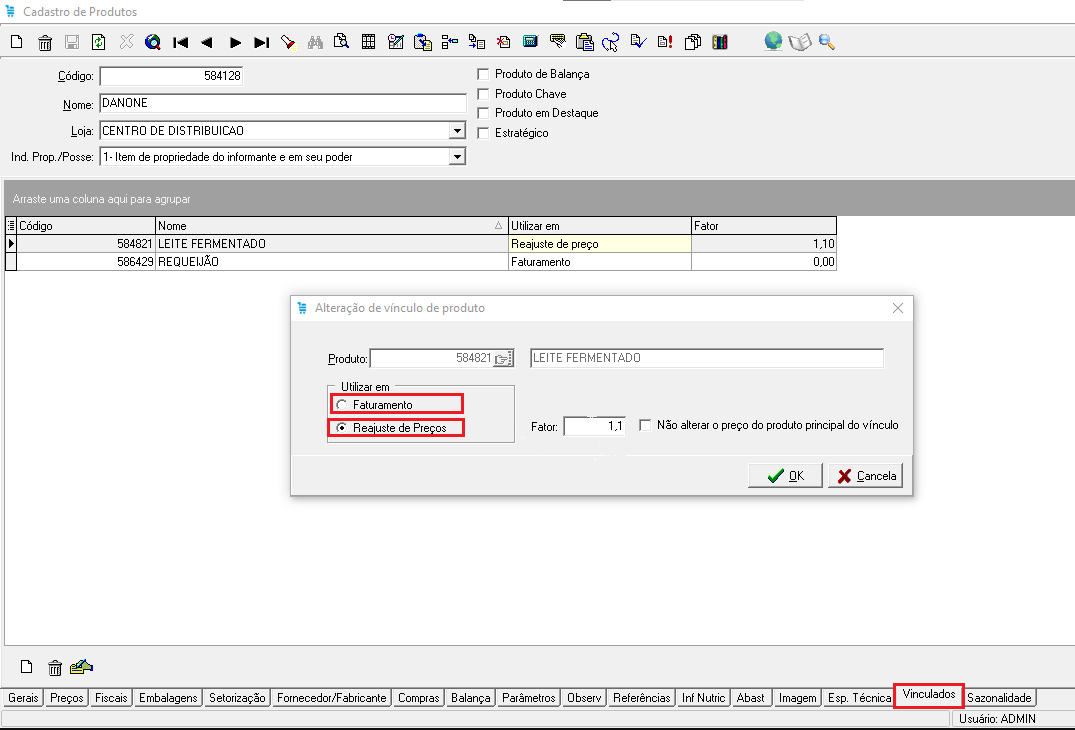 Cadastro de Produtos
Código: 584128
Nome: DANONE
Loja: CENTRO DE DISTRIBUICAO
Ind. Prop./Posse: 1- Item de propriedade do informante e em seu poder
Produto de Balança
Produto Chave
Produto em Destaque
Estratégico
Arraste uma coluna aqui para agrupar
Código Nome Utilizar em Fator
584821 LEITE FERMENTADO Reajuste de preço 1,10
586429 REQUEIJÃO Faturamento 0,00
Alteração de vínculo de produto
Produto: 584821 LEITE FERMENTADO
Utilizar em
Faturamento
Reajuste de Preços
Fator: 1,1 Não alterar o preço do produto principal do vínculo
OK Cancela
Gerais Preços Fiscais Embalagens Setorização Fornecedor/Fabricante Compras Balança Parâmetros Observ Referências Inf Nutric Abast Imagem Esp. Técnica Vinculados Sazonalidade
Usuário: ADMIN